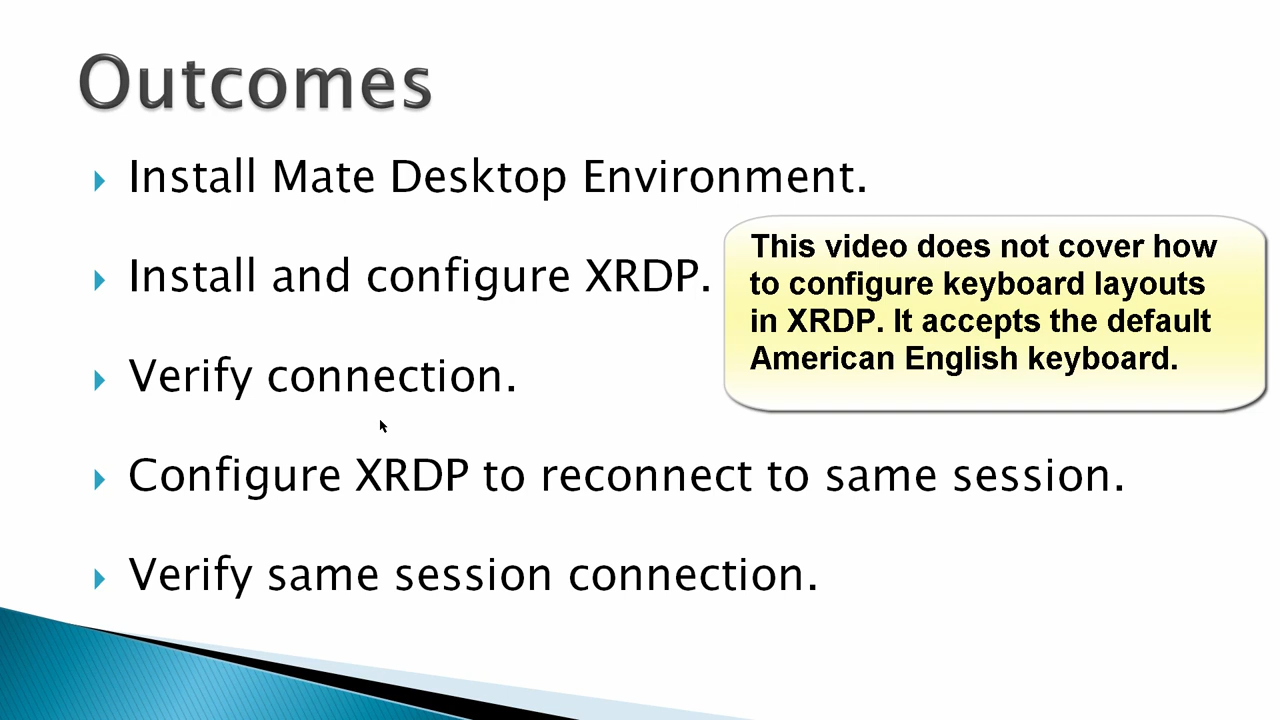 Outcomes
Install Mate Desktop Environment.
Install and configure XRDP.
This video does not cover how
to configure keyboard layouts
in XRDP. It accepts the default
American English keyboard.
Verify connection.
Configure XRDP to reconnect to same session.
Verify same session connection.